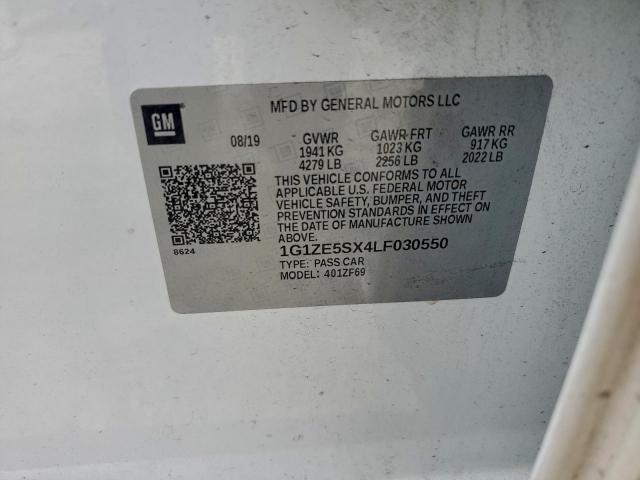 GM
MFD BY GENERAL MOTORS LLC
08/19 GVWR GAWR FRT GAWR RR
1941 KG 1023 KG 917 KG
4279 LB 2256 LB 2022 LB
THIS VEHICLE CONFORMS TO ALL
APPLICABLE U.S. FEDERAL MOTOR
VEHICLE SAFETY, BUMPER, AND THEFT
PREVENTION STANDARDS IN EFFECT
ON THE DATE OF MANUFACTURE SHOWN
ABOVE.
8624
1G1ZE5SX4LF030550
TYPE: PASS CAR
MODEL: 401ZF69